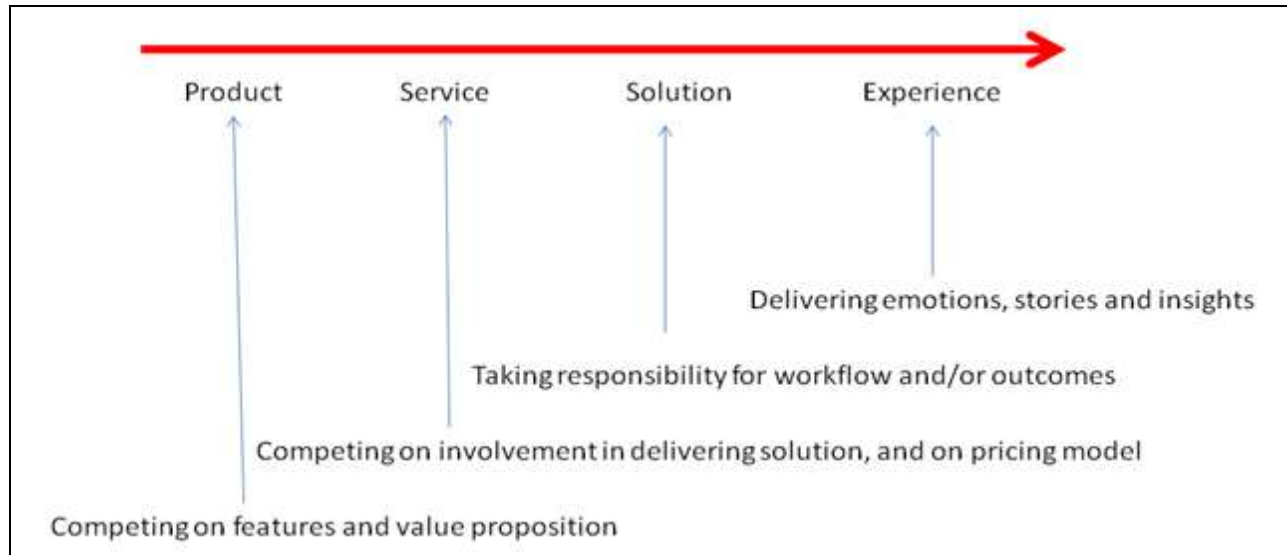 Product Service Solution Experience
Delivering emotions, stories and insights
Taking responsibility for workflow and/or outcomes
Competing on involvement in delivering solution, and on pricing model
Competing on features and value proposition